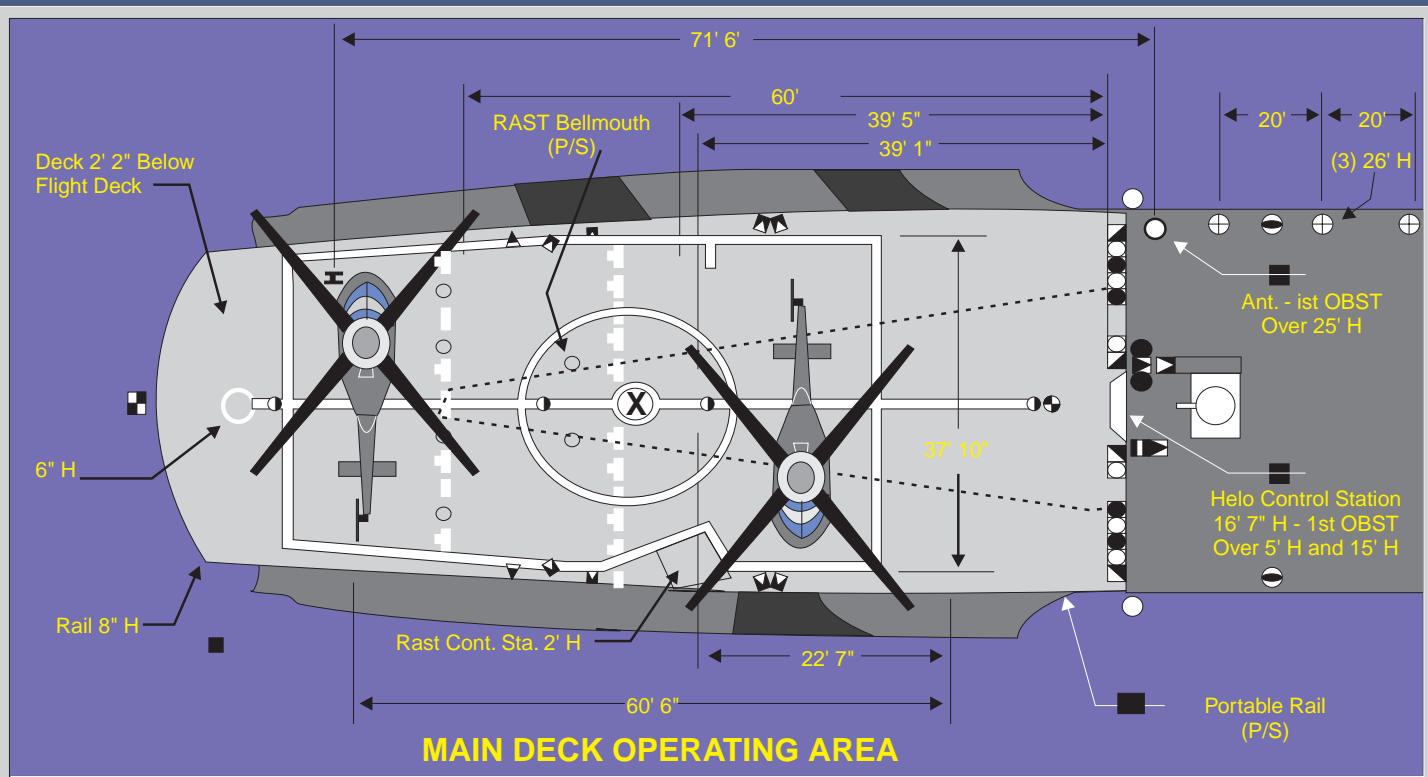 71' 6'
60'
39' 5"
39' 1"
20'
20'
(3) 26' H
RAST Bellmouth
(P/S)
Deck 2' 2" Below
Flight Deck
H
Ant. - ist OBST
Over 25' H
X
37' 10"
6" H
Helo Control Station
16' 7" H - 1st OBST
Over 5' H and 15' H
Rail 8" H
Rast Cont. Sta. 2' H
22' 7"
60' 6"
Portable Rail
(P/S)
MAIN DECK OPERATING AREA